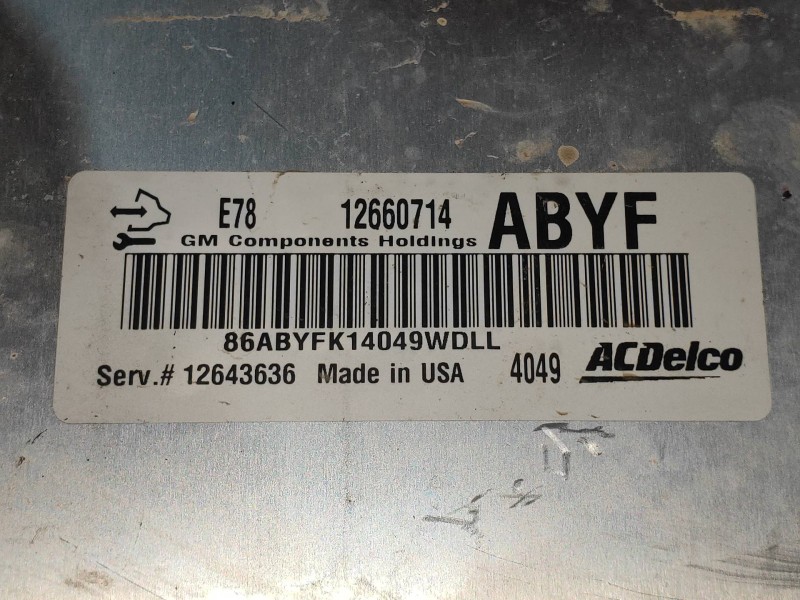 E78 12660714 ABYF
GM Components Holdings
86ABYFK14049WDLL
Serv.# 12643636 Made in USA 4049 ACDelco